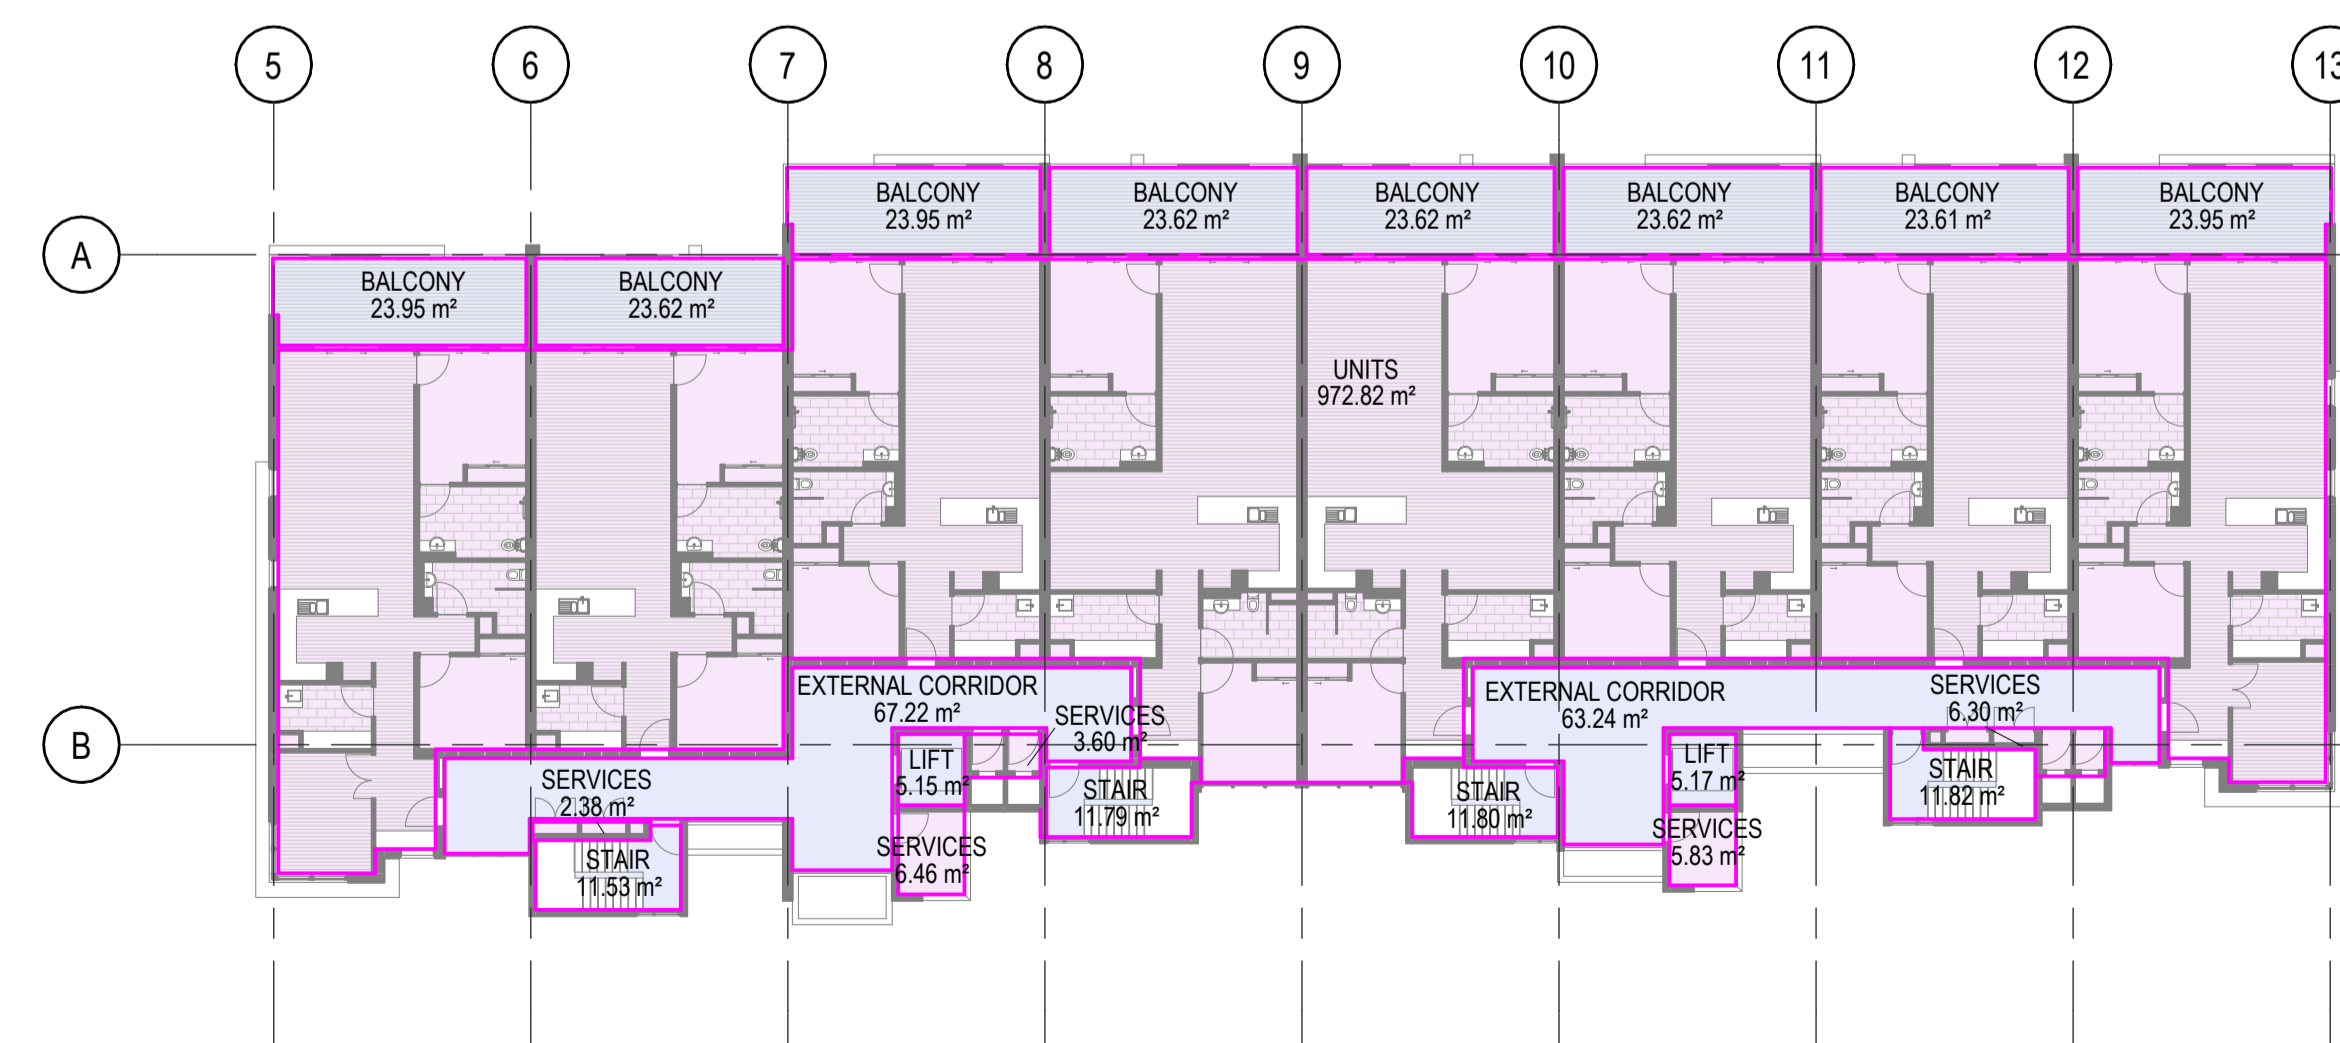 5
6
7
8
9
10
11
12
13
A
B
BALCONY
23.95 m²
BALCONY
23.62 m²
BALCONY
23.62 m²
BALCONY
23.62 m²
BALCONY
23.61 m²
BALCONY
23.95 m²
BALCONY
23.95 m²
BALCONY
23.62 m²
UNITS
972.82 m²
EXTERNAL CORRIDOR
67.22 m²
SERVICES
3.60 m²
EXTERNAL CORRIDOR
63.24 m²
SERVICES
6.30 m²
LIFT
5.15 m²
LIFT
5.17 m²
SERVICES
2.38 m²
STAIR
11.79 m²
STAIR
11.80 m²
STAIR
11.82 m²
SERVICES
6.46 m²
SERVICES
5.83 m²
STAIR
11.53 m²